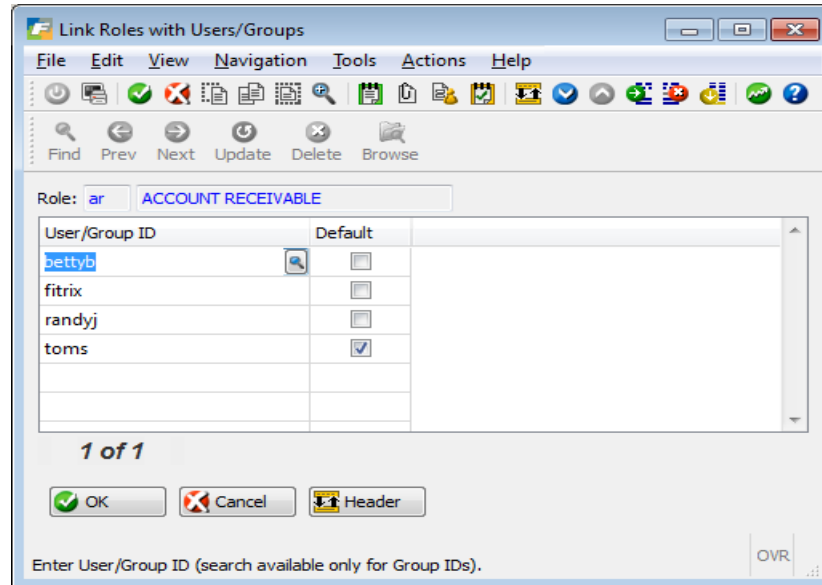 Link Roles with Users/Groups
File Edit View Navigation Tools Actions Help
Find Prev Next Update Delete Browse
Role: ar ACCOUNT RECEIVABLE
User/Group ID Default
bettyb
fitrix
randyj
toms
1 of 1
OK Cancel Header
Enter User/Group ID (search available only for Group IDs).
OVR